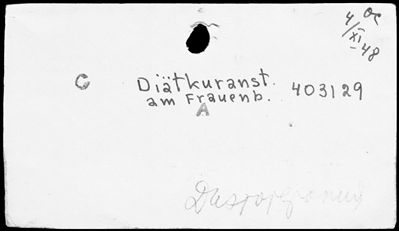 4/XI-48
C Diätkuranst. 403129
am Frauenb.
A